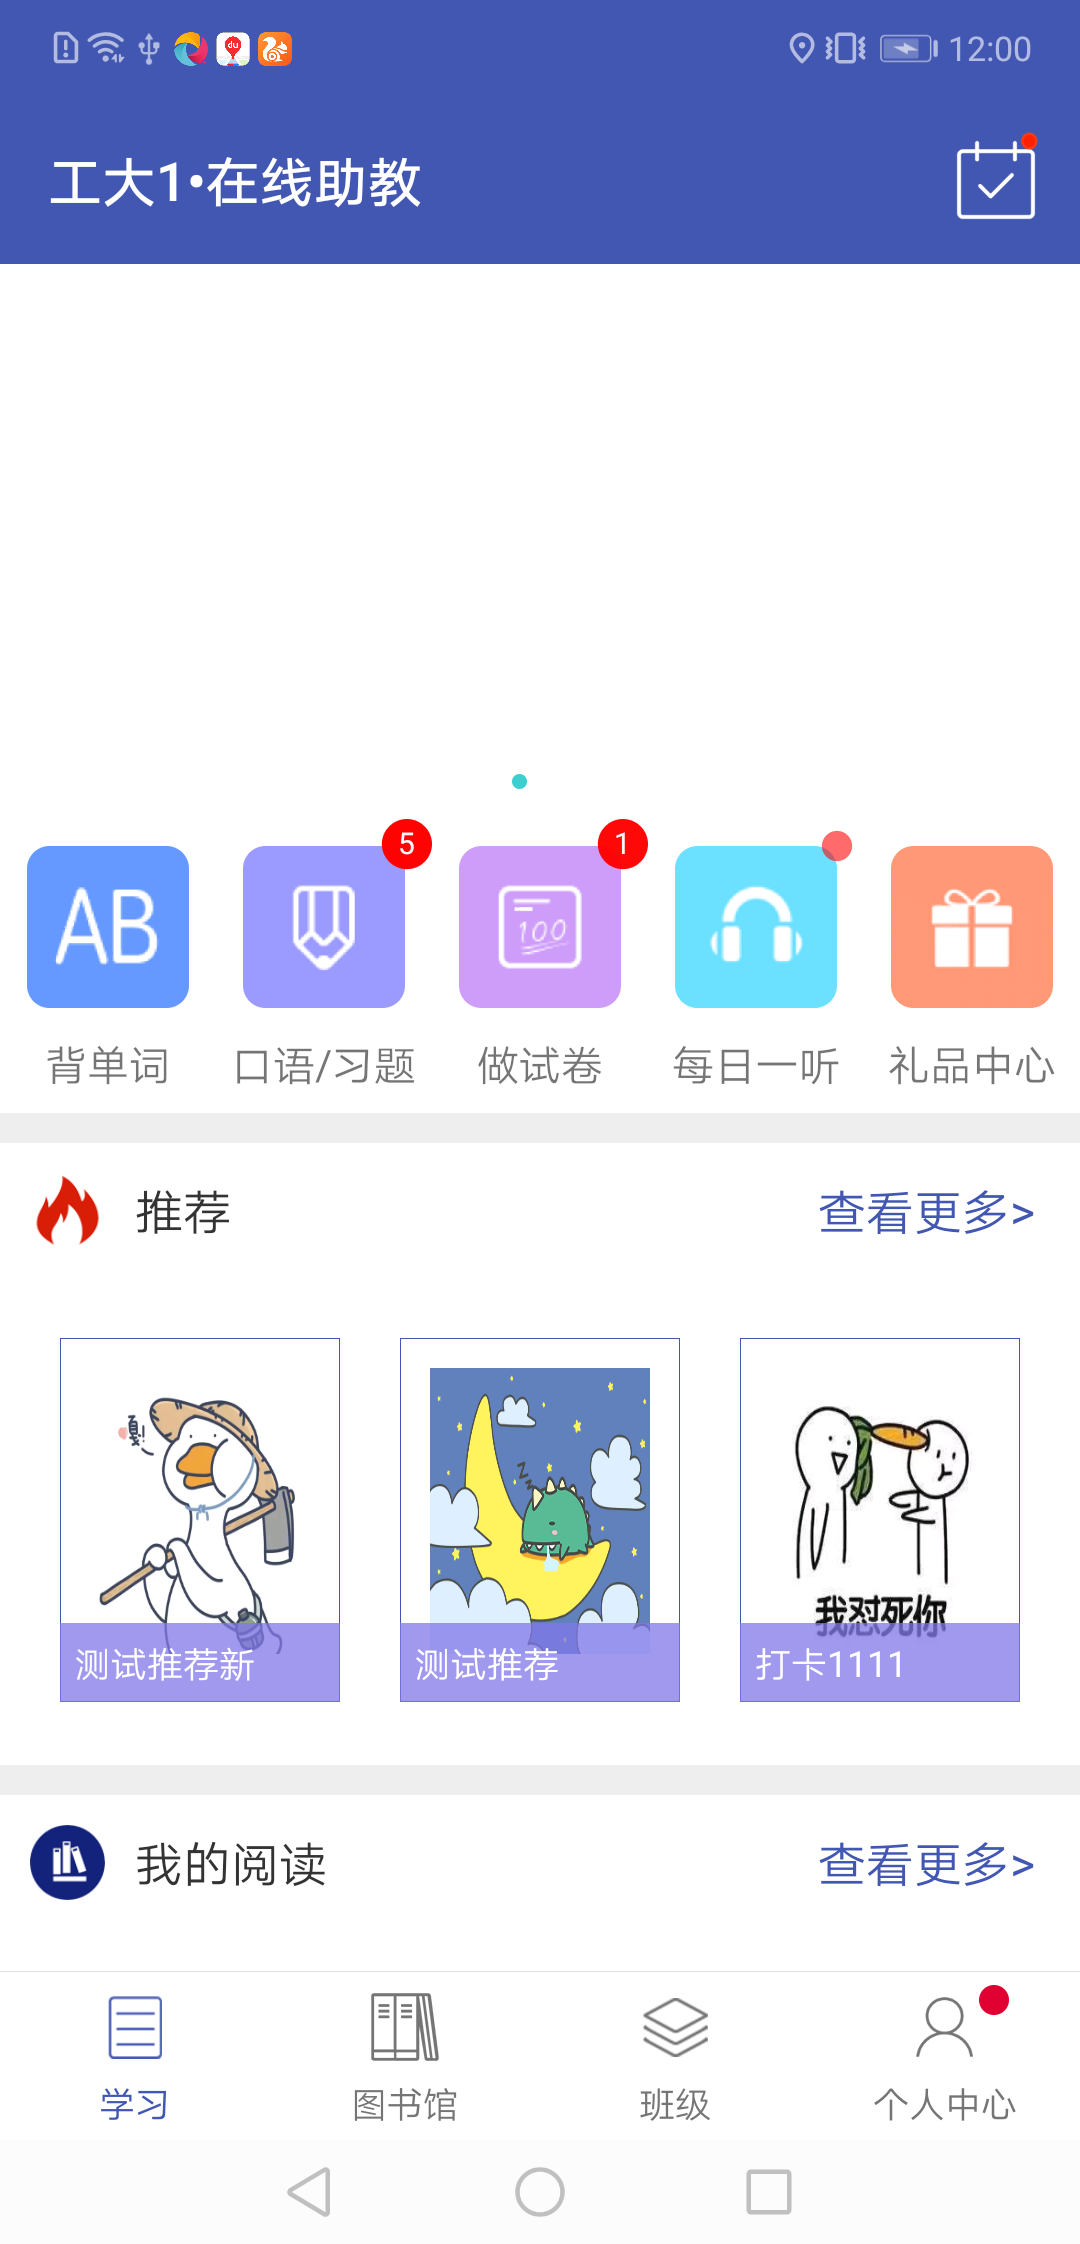 12:00
工大1•在线助教
5
1
AB
100
背单词
口语/习题
做试卷
每日一听
礼品中心
推荐
查看更多>
嘎!
z z z
我怼死你
测试推荐新
测试推荐
打卡1111
我的阅读
查看更多>
学习
图书馆
班级
个人中心